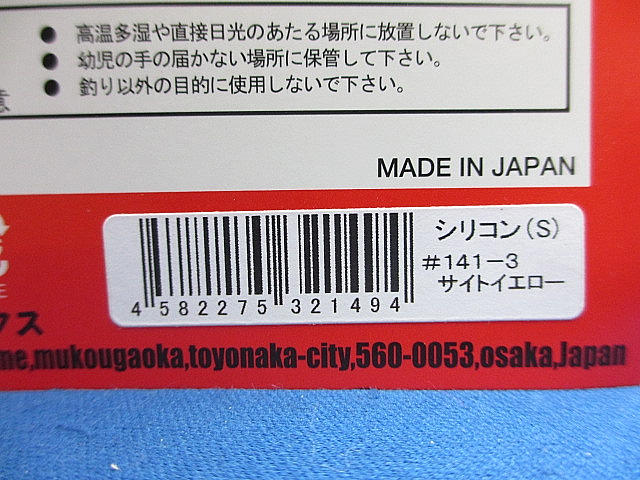 ● 高温多湿や直接日光のあたる場所に放置しないで下さい。
● 幼児の手の届かない場所に保管して下さい。
● 釣り以外の目的に使用しないで下さい。
意
MADE IN JAPAN
シリコン(S)
#141-3
サイトイエロー
4 582275 321494
クス
me,mukougaoka,toyonaka-city,560-0053,osaka,Japan